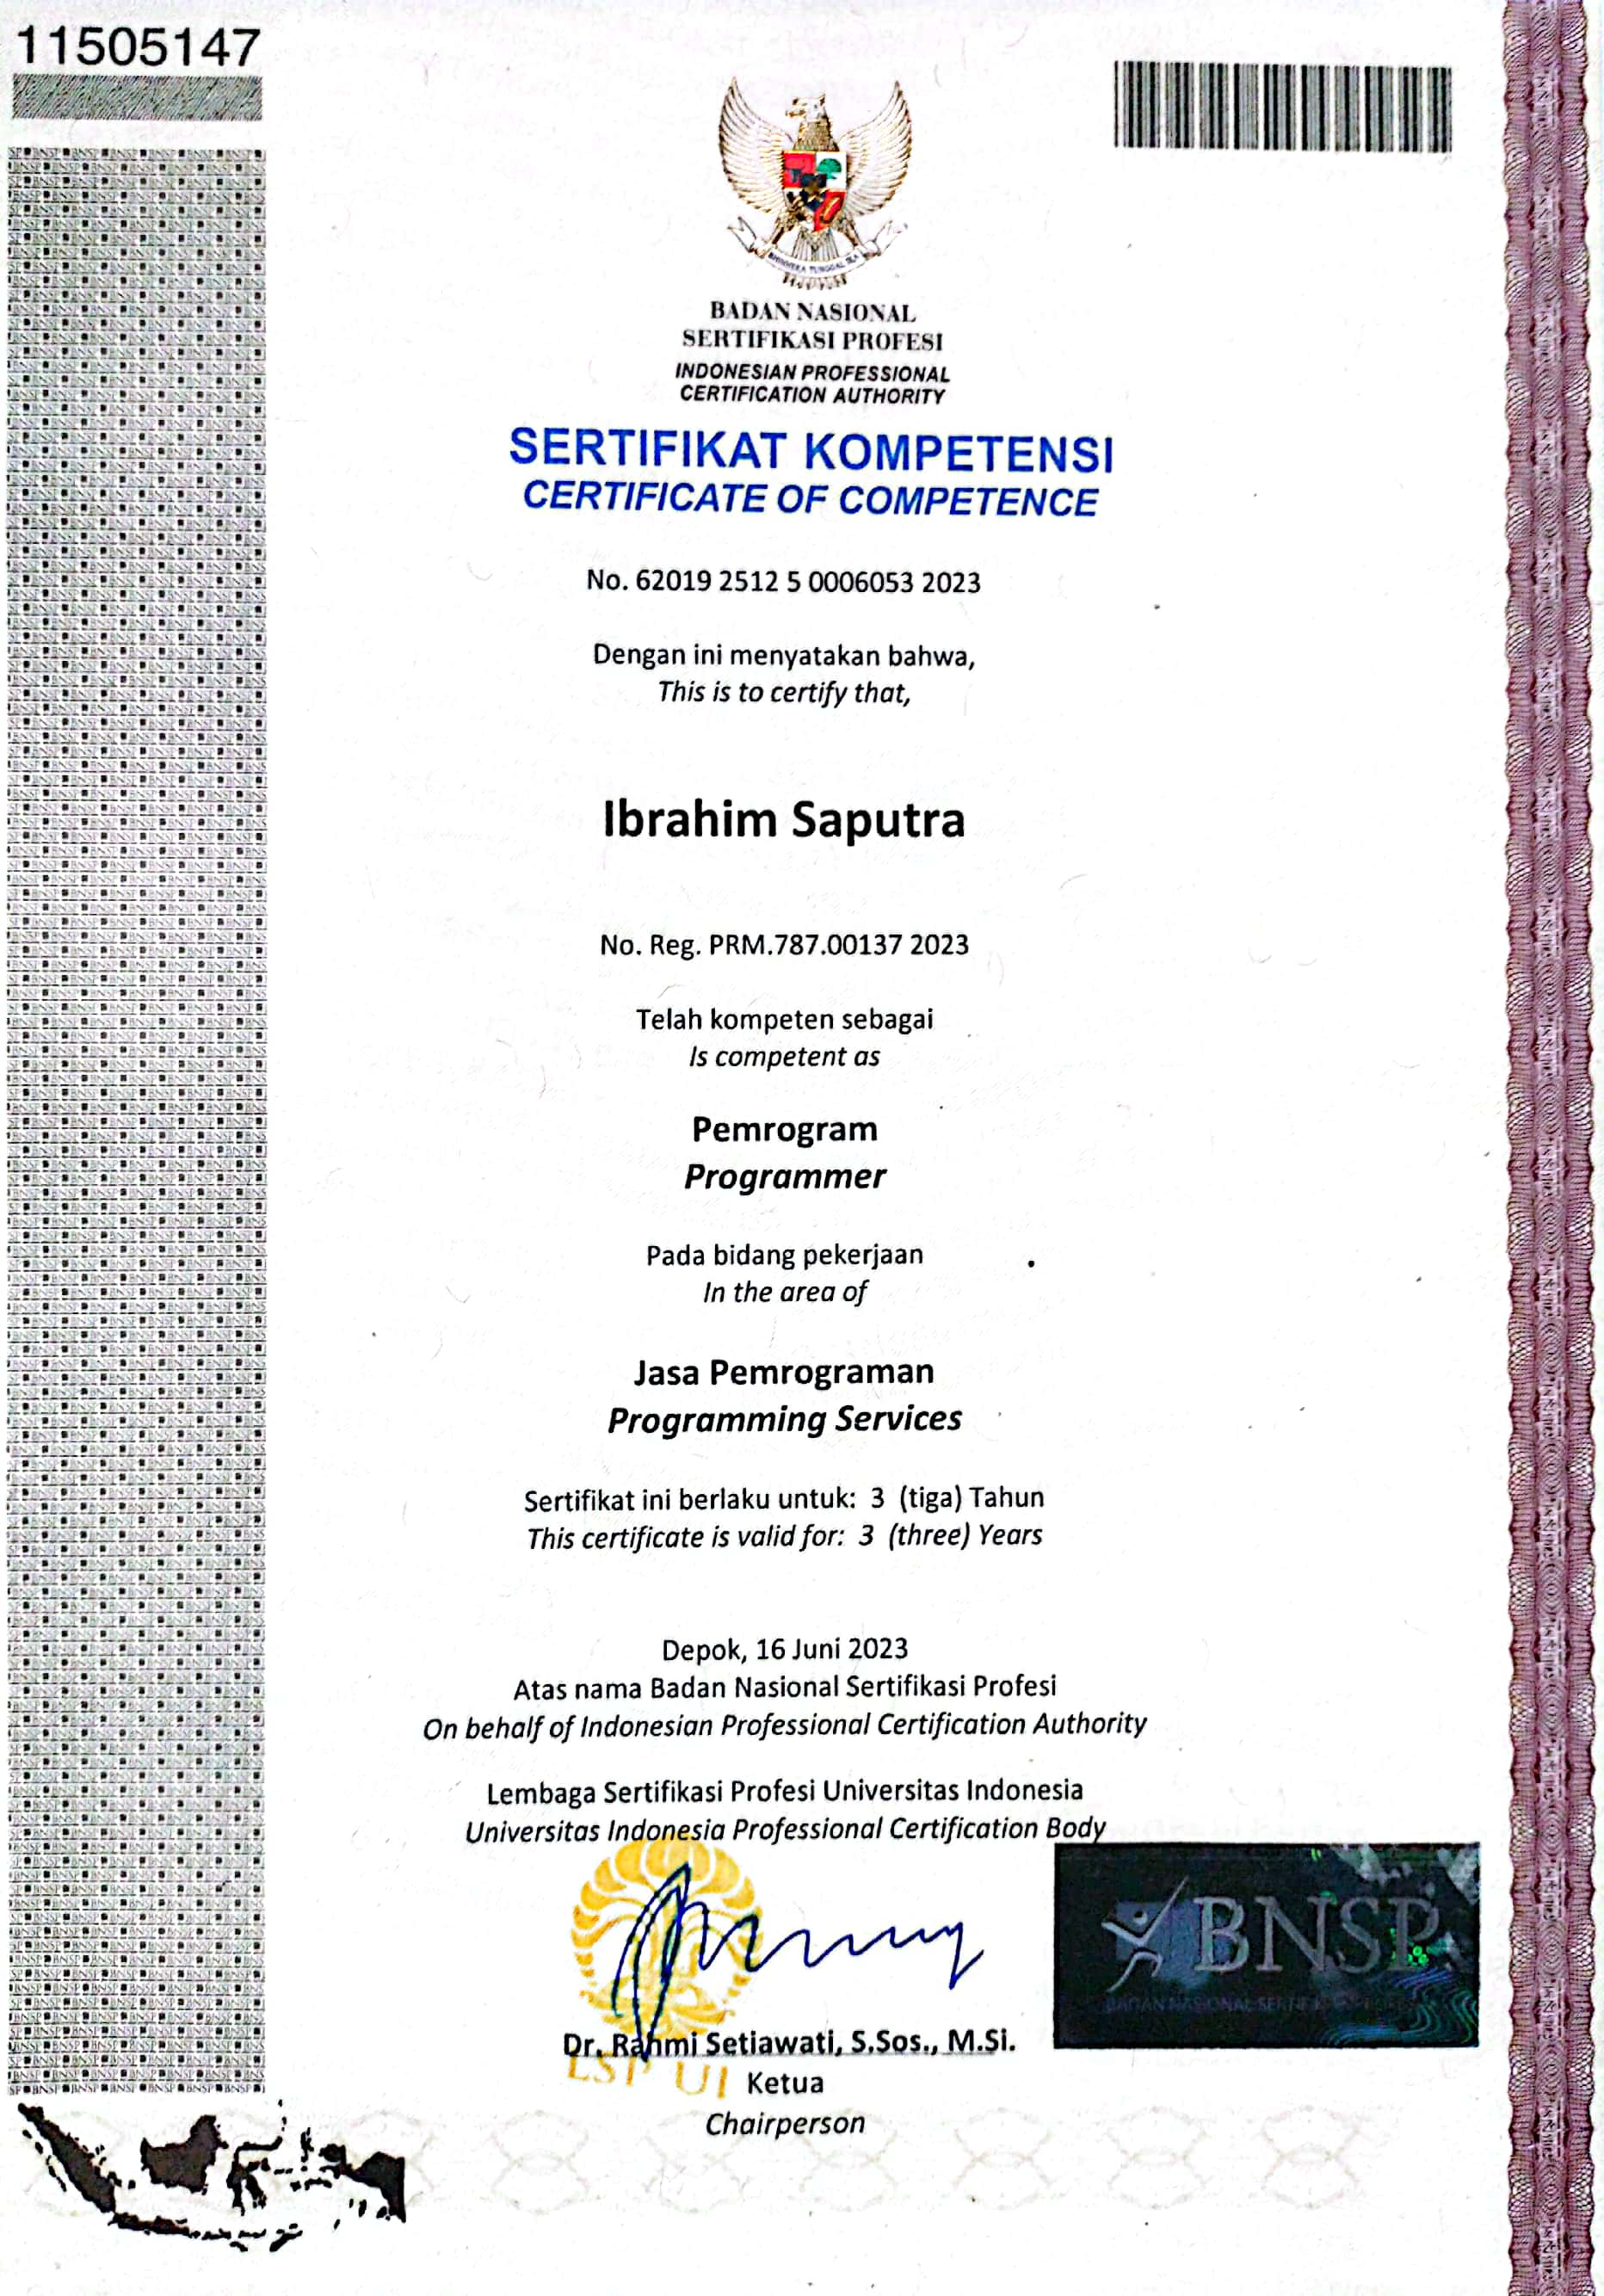 11505147
BHINNEKA TUNGGAL IKA
BADAN NASIONAL
SERTIFIKASI PROFESI
INDONESIAN PROFESSIONAL
CERTIFICATION AUTHORITY
SERTIFIKAT KOMPETENSI
CERTIFICATE OF COMPETENCE
No. 62019 2512 5 0006053 2023
Dengan ini menyatakan bahwa,
This is to certify that,
Ibrahim Saputra
No. Reg. PRM.787.00137 2023
Telah kompeten sebagai
Is competent as
Pemrogram
Programmer
Pada bidang pekerjaan
In the area of
Jasa Pemrograman
Programming Services
Sertifikat ini berlaku untuk: 3 (tiga) Tahun
This certificate is valid for: 3 (three) Years
Depok, 16 Juni 2023
Atas nama Badan Nasional Sertifikasi Profesi
On behalf of Indonesian Professional Certification Authority
Lembaga Sertifikasi Profesi Universitas Indonesia
Universitas Indonesia Professional Certification Body
BNSP
BADAN NASIONAL SERTIFIKASI
Dr. Rahmi Setiawati, S.Sos., M.Si.
LSP UI
Ketua
Chairperson